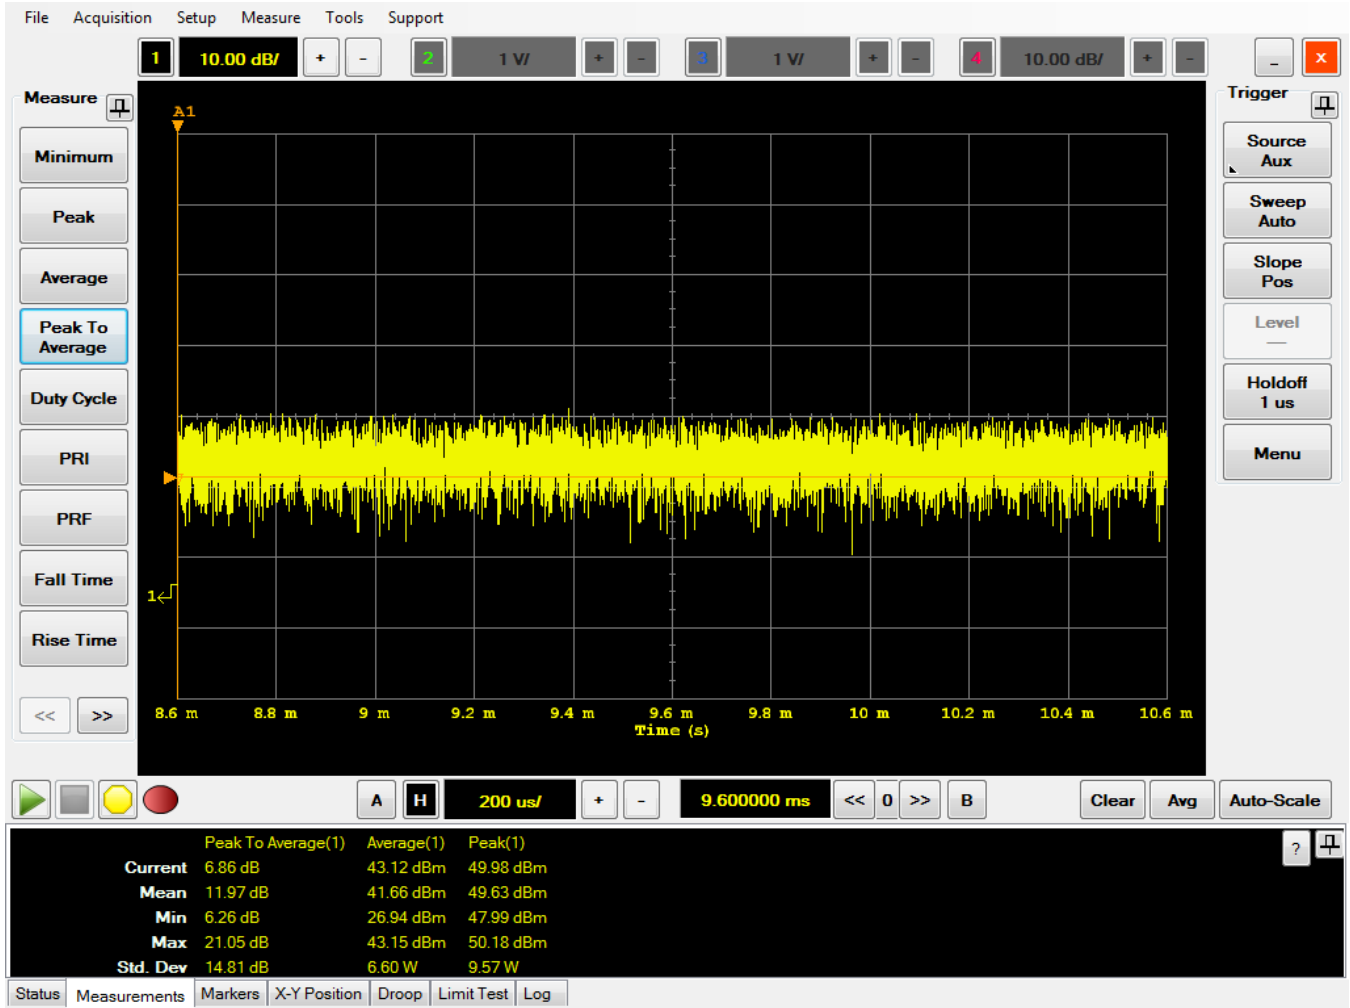 File Acquisition Setup Measure Tools Support
1 10.00 dB/ + - 2 1 V/ + - 3 1 V/ + - 4 10.00 dB/ + - _ X
Measure
Minimum
Peak
Average
Peak To
Average
Duty Cycle
PRI
PRF
Fall Time
Rise Time
<< >>
A1
1
8.6 m 8.8 m 9 m 9.2 m 9.4 m 9.6 m 9.8 m 10 m 10.2 m 10.4 m 10.6 m
Time (s)
Trigger
Source
Aux
Sweep
Auto
Slope
Pos
Level
—
Holdoff
1 us
Menu
A H 200 us/ + - 9.600000 ms << 0 >> B Clear Avg Auto-Scale
Peak To Average(1) Average(1) Peak(1) ?
Current 6.86 dB 43.12 dBm 49.98 dBm
Mean 11.97 dB 41.66 dBm 49.63 dBm
Min 6.26 dB 26.94 dBm 47.99 dBm
Max 21.05 dB 43.15 dBm 50.18 dBm
Std. Dev 14.81 dB 6.60 W 9.57 W
Status Measurements Markers X-Y Position Droop Limit Test Log